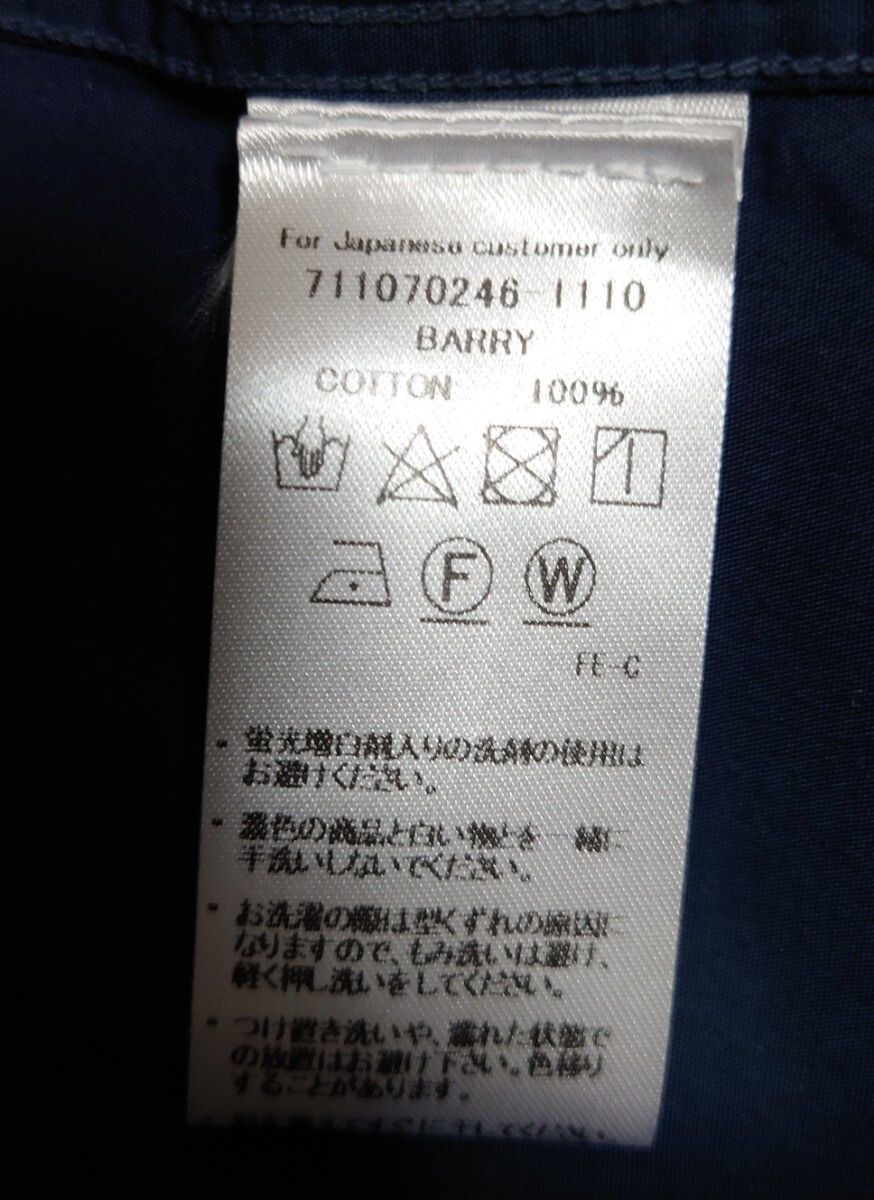 For Japanese customer only
711070246-1110
BARRY
COTTON 100%
F W
FE-C
・蛍光増白剤入りの洗剤の使用は
お避けください。
・濃色の商品と白い物とを一緒に
手洗いしないでください。
・お洗濯の際は型くずれの原因に
なりますので、もみ洗いは避け、
軽く押し洗いをしてください。
・つけ置き洗いや、濡れた状態で
の放置はお避け下さい。色移り
することがあります。